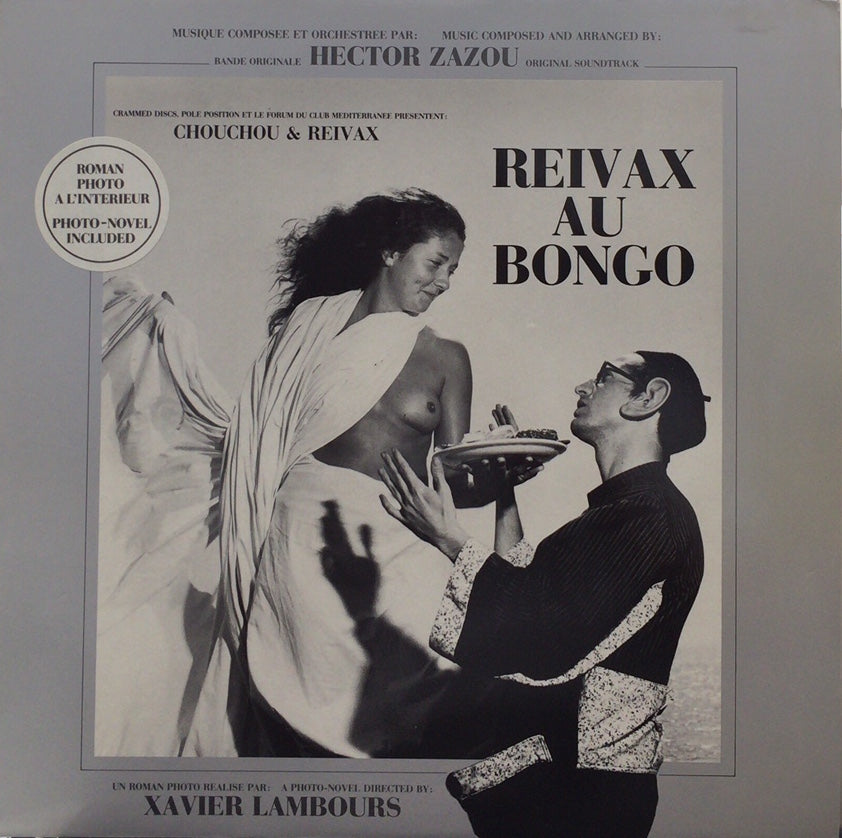 MUSIQUE COMPOSEE ET ORCHESTREE PAR: MUSIC COMPOSED AND ARRANGED BY:
BANDE ORIGINALE HECTOR ZAZOU ORIGINAL SOUNDTRACK
CRAMMED DISCS, POLE POSITION ET LE FORUM DU CLUB MEDITERRANEE PRESENTENT:
CHOUCHOU & REIVAX
ROMAN
PHOTO
A L'INTERIEUR
PHOTO-NOVEL
INCLUDED
REIVAX
AU
BONGO
UN ROMAN PHOTO REALISE PAR: A PHOTO-NOVEL DIRECTED BY:
XAVIER LAMBOURS